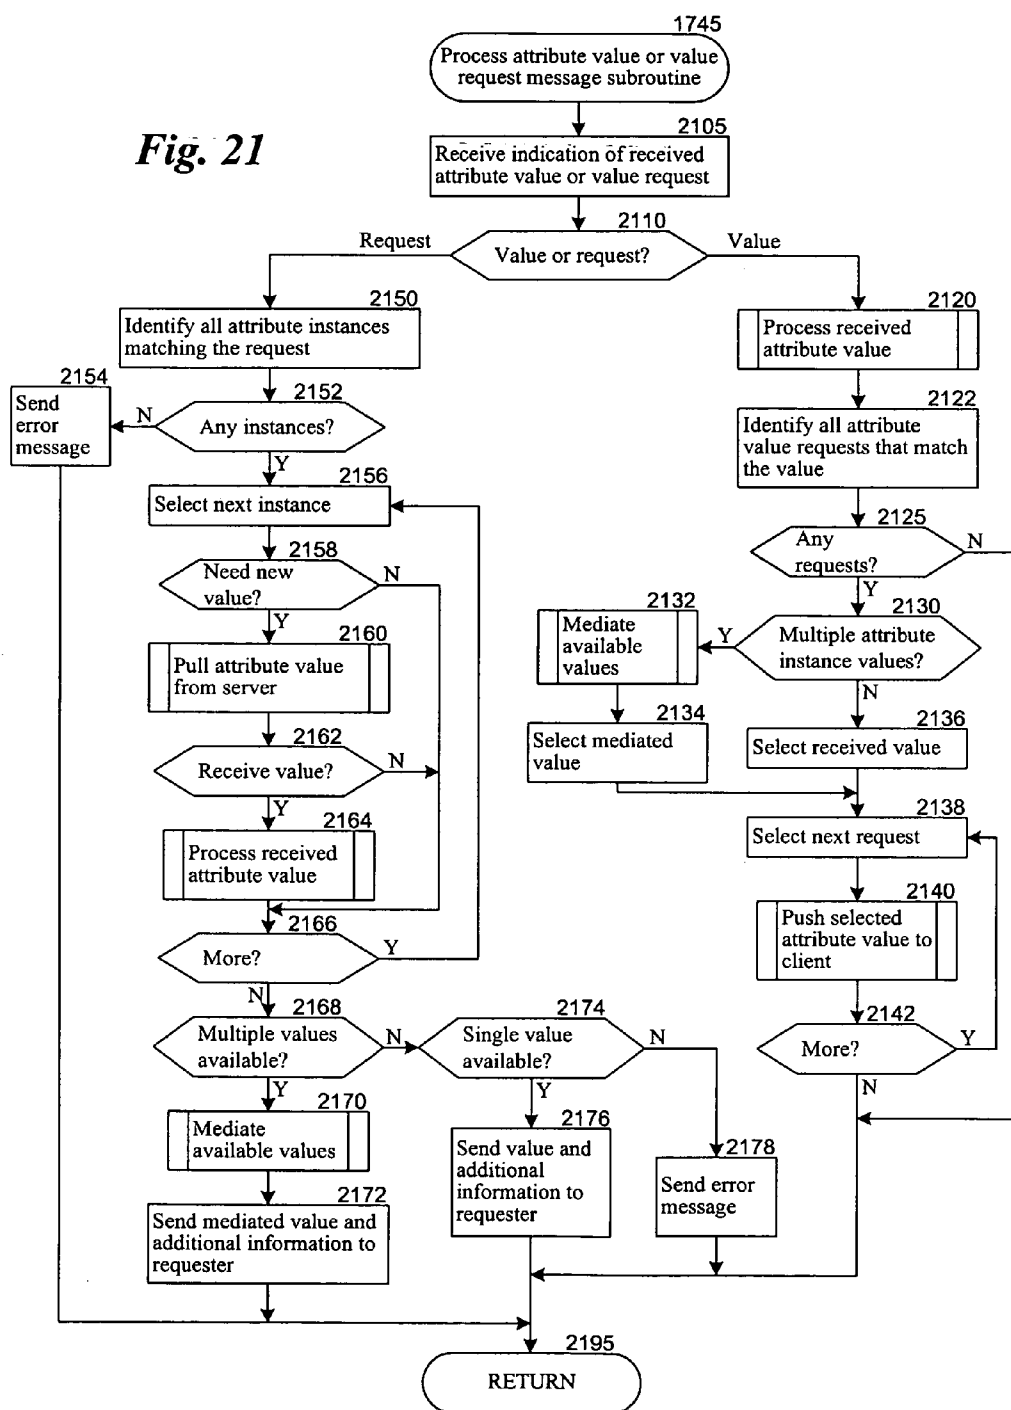 1745
Process attribute value or value
request message subroutine
Fig. 21
2105
Receive indication of received
attribute value or value request
2110
Request
Value or request?
Value
2150
Identify all attribute instances
matching the request
2120
Process received
attribute value
2154
Send
error
message
2152
N
Any instances?
Y
2122
Identify all attribute
value requests that match
the value
2156
Select next instance
2125
Any
requests?
N
Y
2158
Need new
value?
N
Y
2132
Mediate
available
values
2130
Y
Multiple attribute
instance values?
N
2160
Pull attribute value
from server
2134
Select mediated
value
2136
Select received value
2162
Receive value?
N
Y
2138
Select next request
2164
Process received
attribute value
2140
Push selected
attribute value to
client
2166
More?
Y
N
2142
More?
Y
N
2168
Multiple values
available?
N
Y
2174
Single value
available?
N
Y
2170
Mediate
available values
2176
Send value and
additional
information to
requester
2178
Send error
message
2172
Send mediated value and
additional information to
requester
2195
RETURN